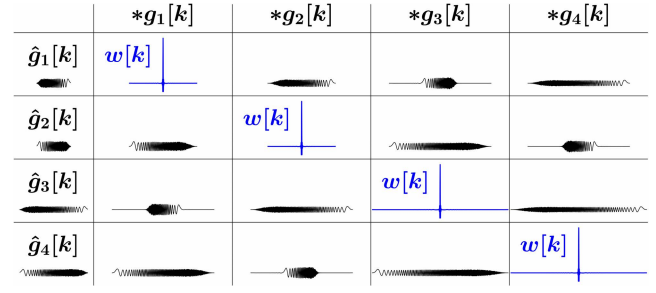 *g₁[k] *g₂[k] *g₃[k] *g₄[k]
ĝ₁[k] w[k]
ĝ₂[k] w[k]
ĝ₃[k] w[k]
ĝ₄[k] w[k]